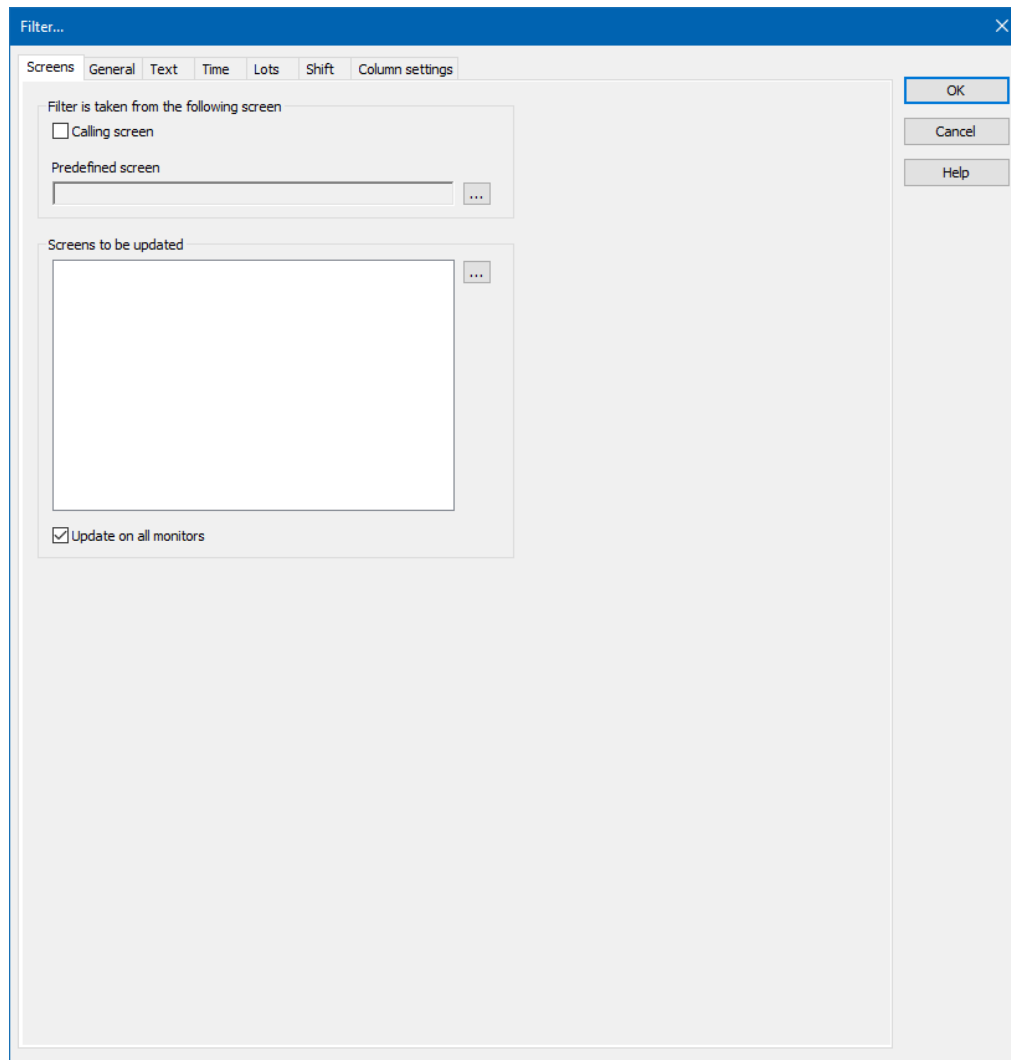 Filter...
Screens General Text Time Lots Shift Column settings
OK
Filter is taken from the following screen
Calling screen
Cancel
Predefined screen
Help
...
Screens to be updated
...
Update on all monitors